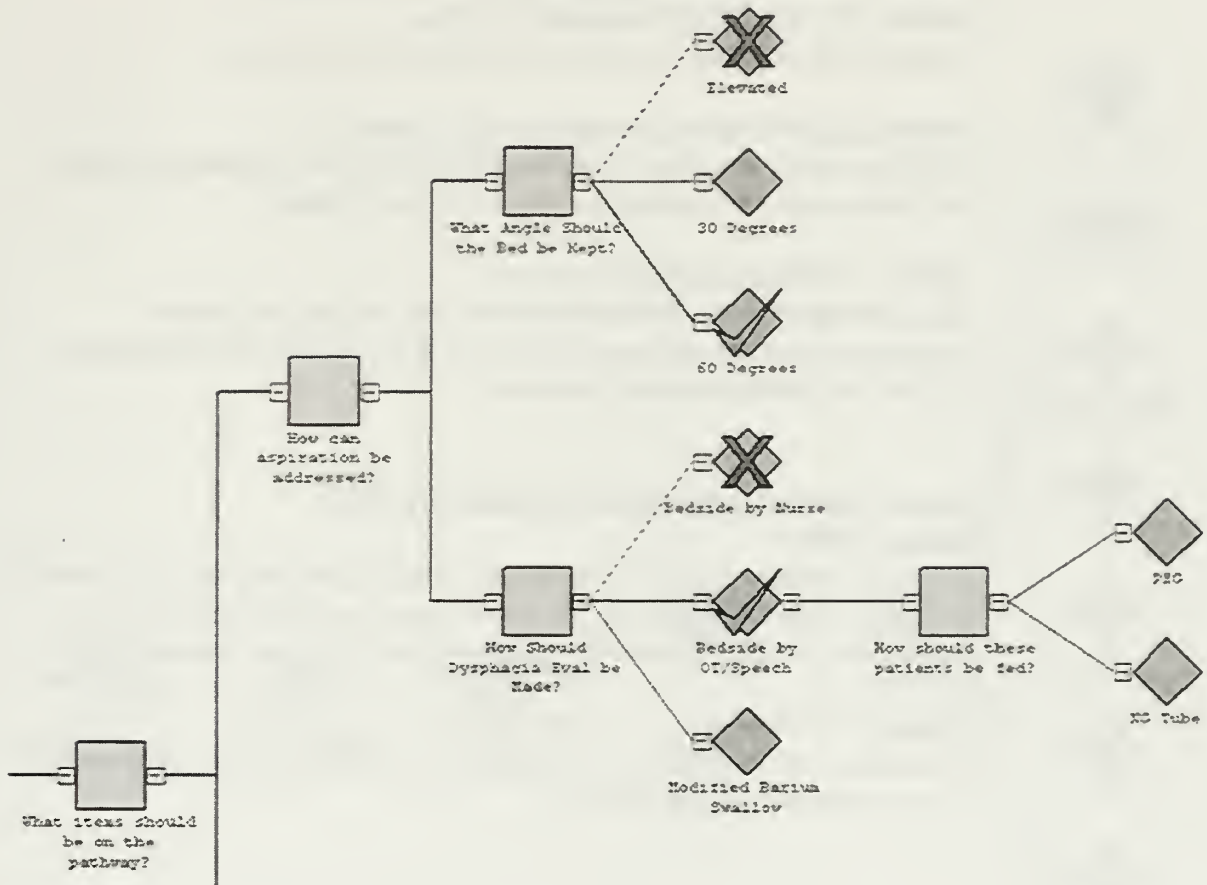 Elevated
What Angle Should
the Bed be Kept?
30 Degrees
60 Degrees
How can
aspiration be
addressed?
Bedside by Nurse
How Should
Dysphagia Eval be
Made?
Bedside by
OT/Speech
How should these
patients be fed?
PEG
NG Tube
Modified Barium
Swallow
What items should
be on the
pathway?